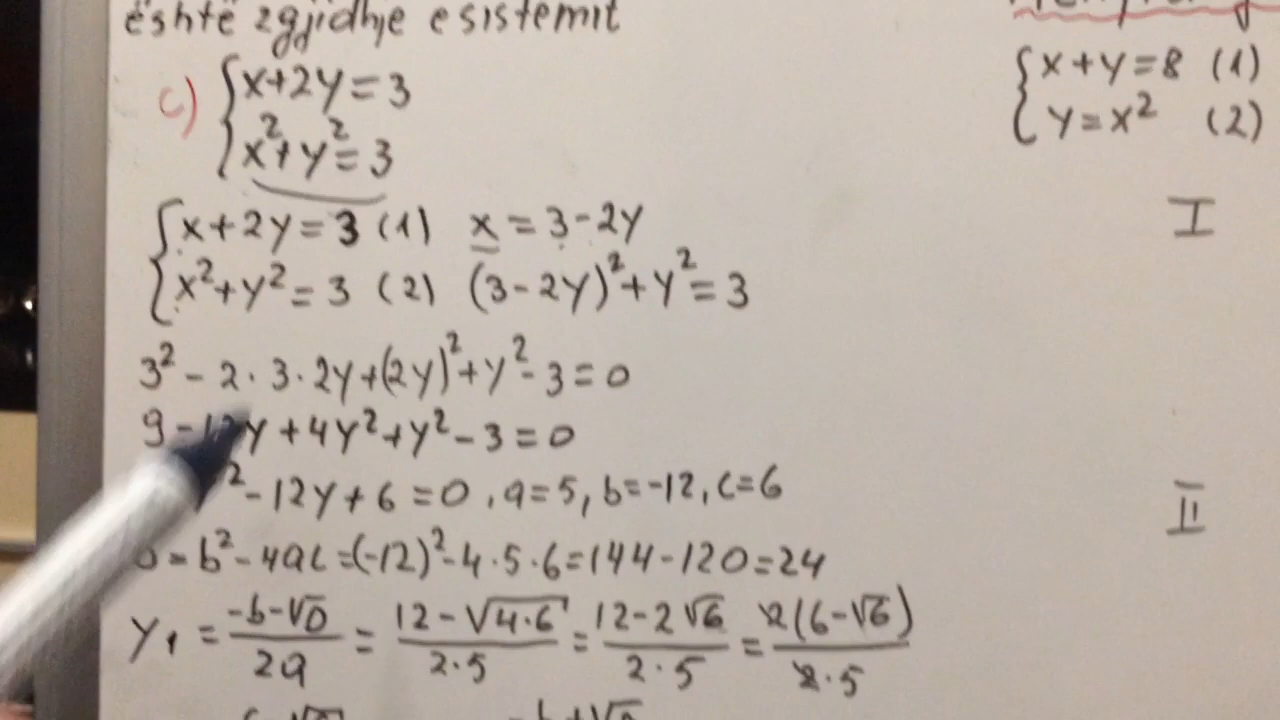 është zgjidhje e sistemit
c) { x+2y=3
x²+y²=3
{ x+2y=3 (1) x=3-2y
x²+y²=3 (2) (3-2y)²+y²=3
3²-2·3·2y+(2y)²+y²-3=0
9-12y+4y²+y²-3=0
²-12y+6=0, a=5, b=-12, c=6
D=b²-4ac=(-12)²-4·5·6=144-120=24
y₁ = (-b-√D)/2a = (12-√4·6)/2·5 = (12-2√6)/2·5 = 2(6-√6)/2·5
{ x+y=8 (1)
y=x² (2)
I
II